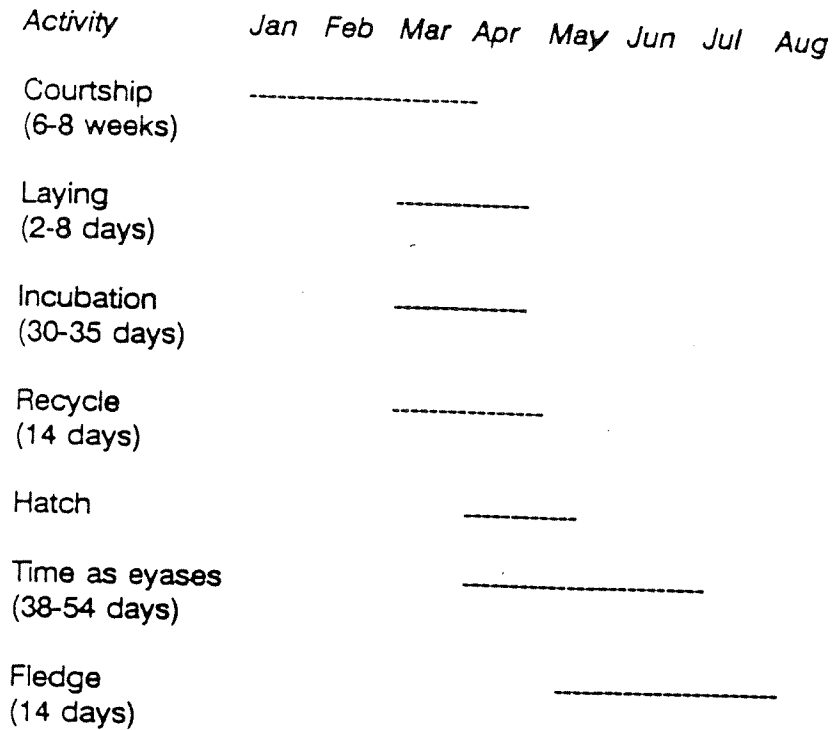 Activity Jan Feb Mar Apr May Jun Jul Aug
Courtship
(6-8 weeks)
Laying
(2-8 days)
Incubation
(30-35 days)
Recycle
(14 days)
Hatch
Time as eyases
(38-54 days)
Fledge
(14 days)